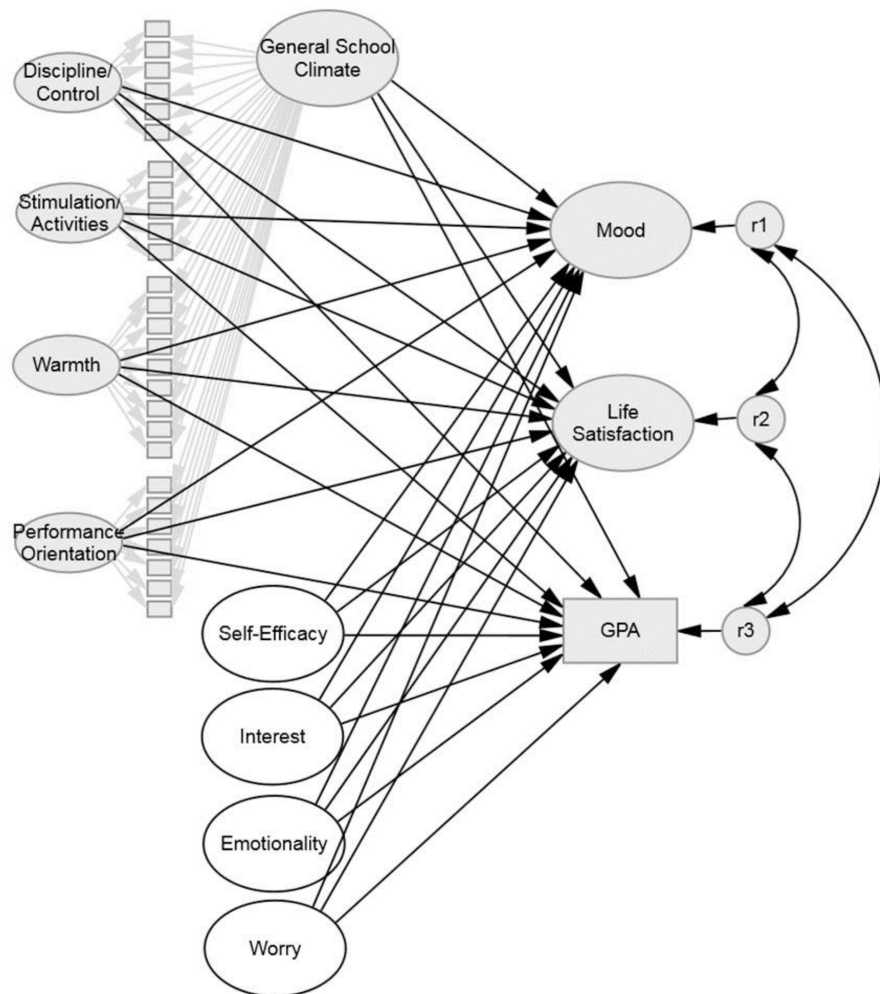 General School
Climate
Discipline/
Control
Stimulation/
Activities
Mood
r1
Warmth
Life
Satisfaction
r2
Performance
Orientation
Self-Efficacy
GPA
r3
Interest
Emotionality
Worry